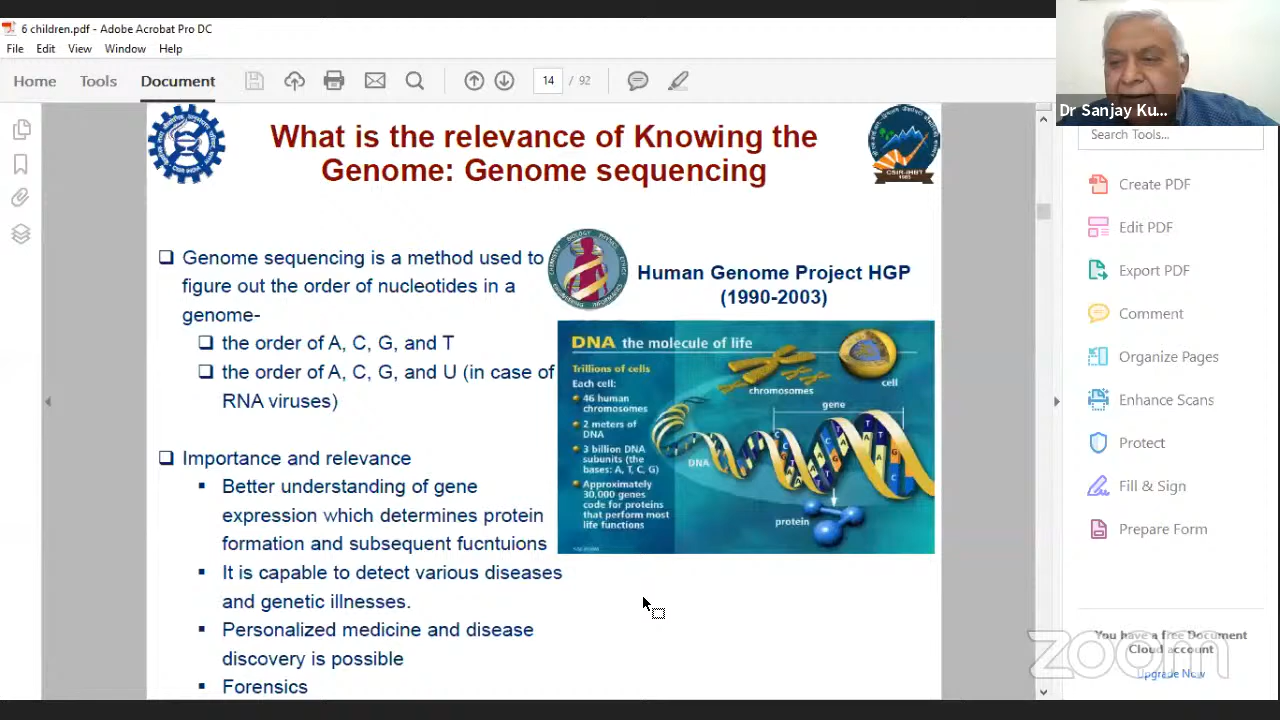 6 children.pdf - Adobe Acrobat Pro DC
File Edit View Window Help
Home Tools Document 14 / 92
Dr Sanjay Ku...
Search Tools...
Create PDF
Edit PDF
Export PDF
Comment
Organize Pages
Enhance Scans
Protect
Fill & Sign
Prepare Form
You have a free Document
Cloud account
Upgrade Now
zoom
What is the relevance of Knowing the
Genome: Genome sequencing
CSIR-IHBT
Genome sequencing is a method used to
figure out the order of nucleotides in a
genome-
the order of A, C, G, and T
the order of A, C, G, and U (in case of
RNA viruses)
Importance and relevance
Better understanding of gene
expression which determines protein
formation and subsequent fucntuions
It is capable to detect various diseases
and genetic illnesses.
Personalized medicine and disease
discovery is possible
Forensics
Human Genome Project HGP
(1990-2003)
DNA the molecule of life
Trillions of cells
Each cell:
46 human
chromosomes
2 meters of
DNA
3 billion DNA
subunits (the
bases: A, T, C, G)
Approximately
30,000 genes
code for proteins
that perform most
life functions
chromosomes
cell
gene
DNA
protein